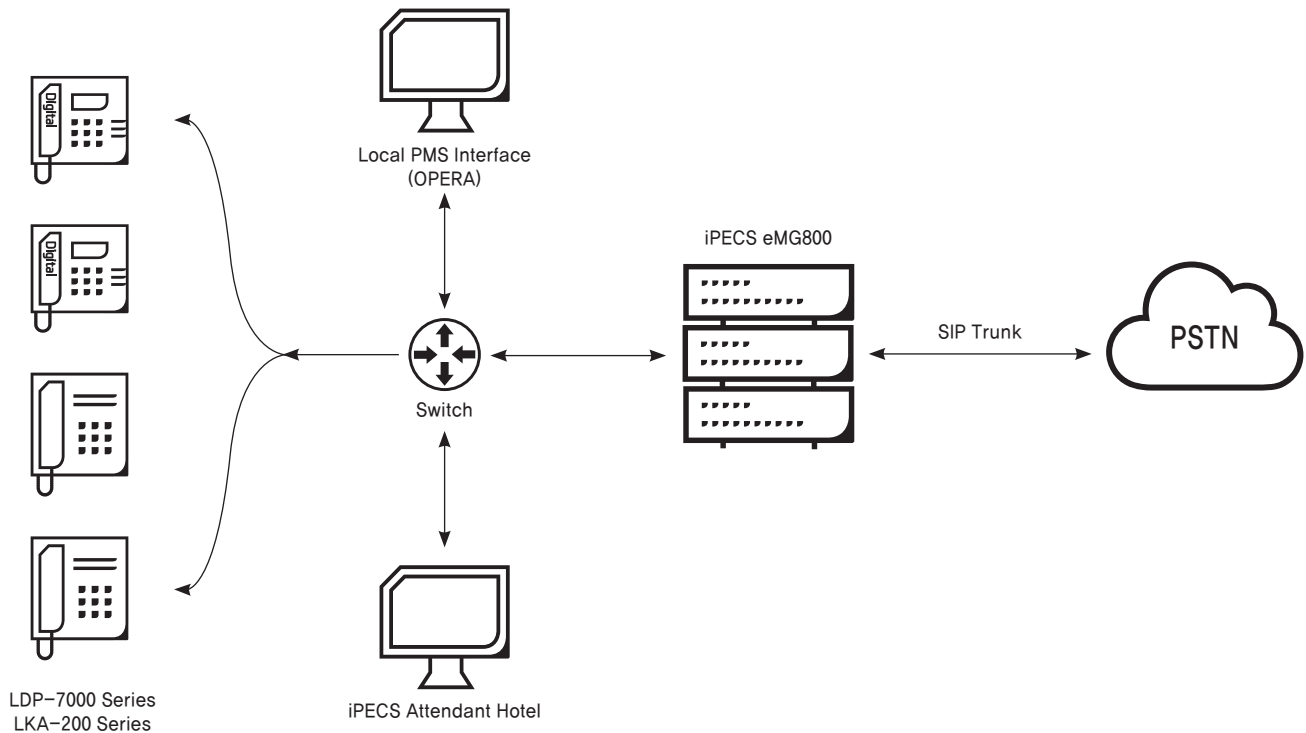 Digital
Local PMS Interface
(OPERA)
Digital
iPECS eMG800
SIP Trunk
PSTN
Switch
LDP-7000 Series
LKA-200 Series
iPECS Attendant Hotel